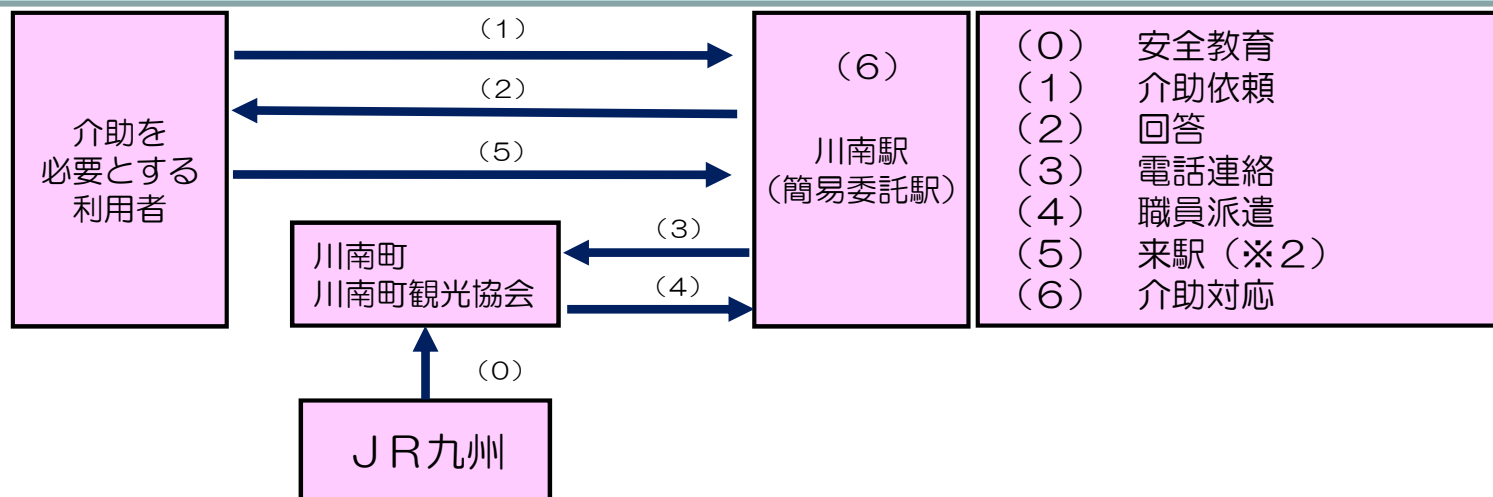 (1)
(2)
(5)
介助を
必要とする
利用者
(6)
川南駅
(簡易委託駅)
(3)
(4)
川南町
川南町観光協会
(0)
JR九州
(0) 安全教育
(1) 介助依頼
(2) 回答
(3) 電話連絡
(4) 職員派遣
(5) 来駅(※2)
(6) 介助対応